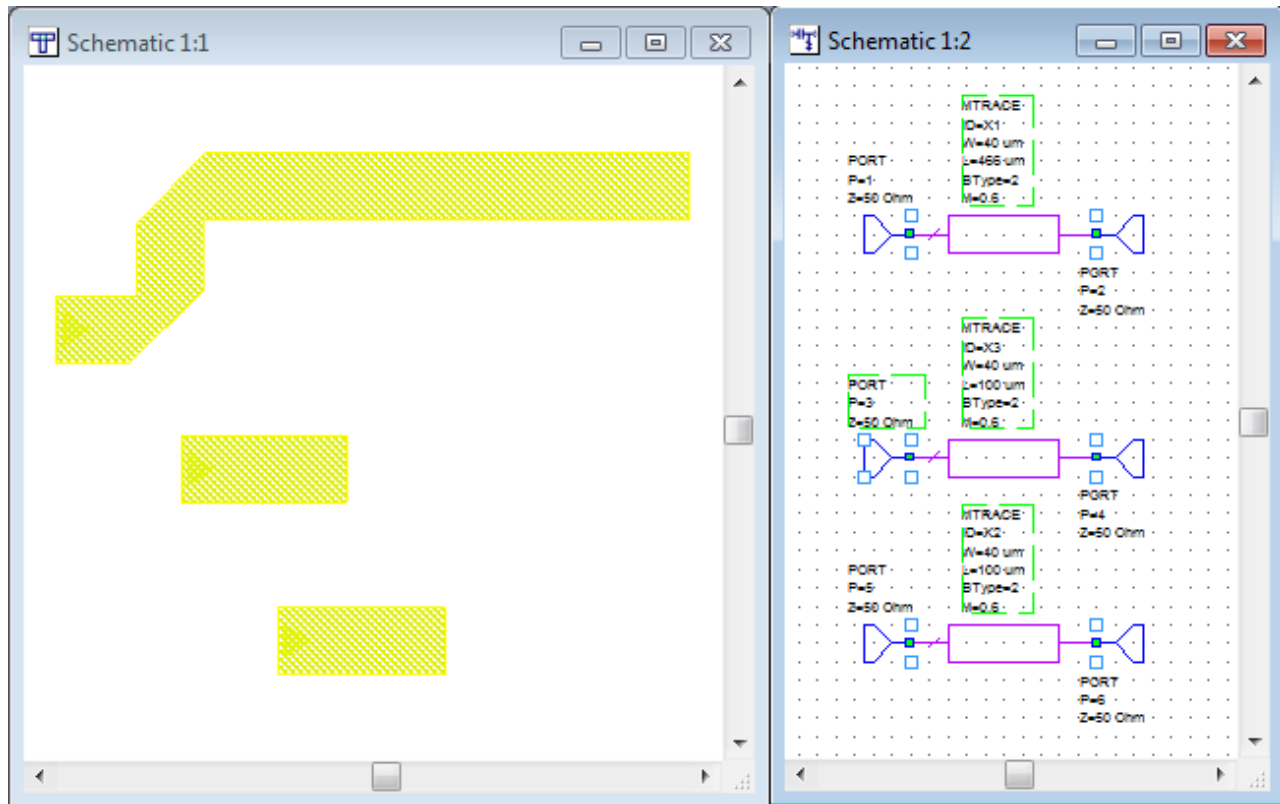 Schematic 1:1
Schematic 1:2
MTRACE
ID=X1
W=40 um
L=466 um
BType=2
M=0.6
PORT
P=1
Z=50 Ohm
PORT
P=2
Z=50 Ohm
MTRACE
ID=X3
W=40 um
L=100 um
BType=2
M=0.6
PORT
P=3
Z=50 Ohm
PORT
P=4
Z=50 Ohm
MTRACE
ID=X2
W=40 um
L=100 um
BType=2
M=0.6
PORT
P=5
Z=50 Ohm
PORT
P=6
Z=50 Ohm